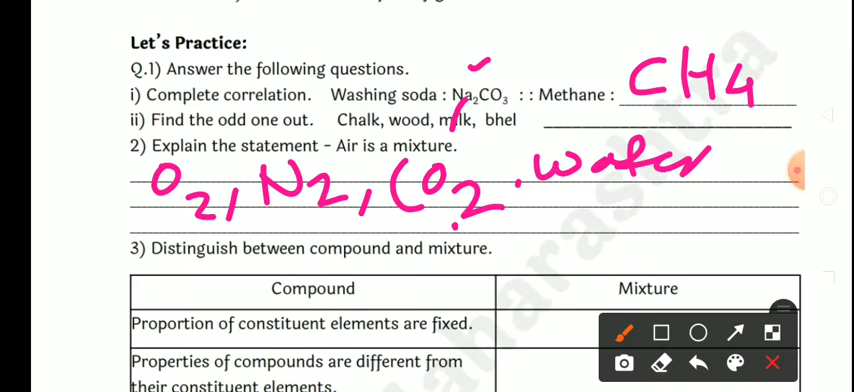 Let's Practice:
Q.1) Answer the following questions.
i) Complete correlation. Washing soda : Na₂CO₃ : : Methane : CH4
ii) Find the odd one out. Chalk, wood, milk, bhel
2) Explain the statement - Air is a mixture.
O2, N2, CO2. water
3) Distinguish between compound and mixture.
Compound Mixture
Proportion of constituent elements are fixed.
Properties of compounds are different from
their constituent elements.